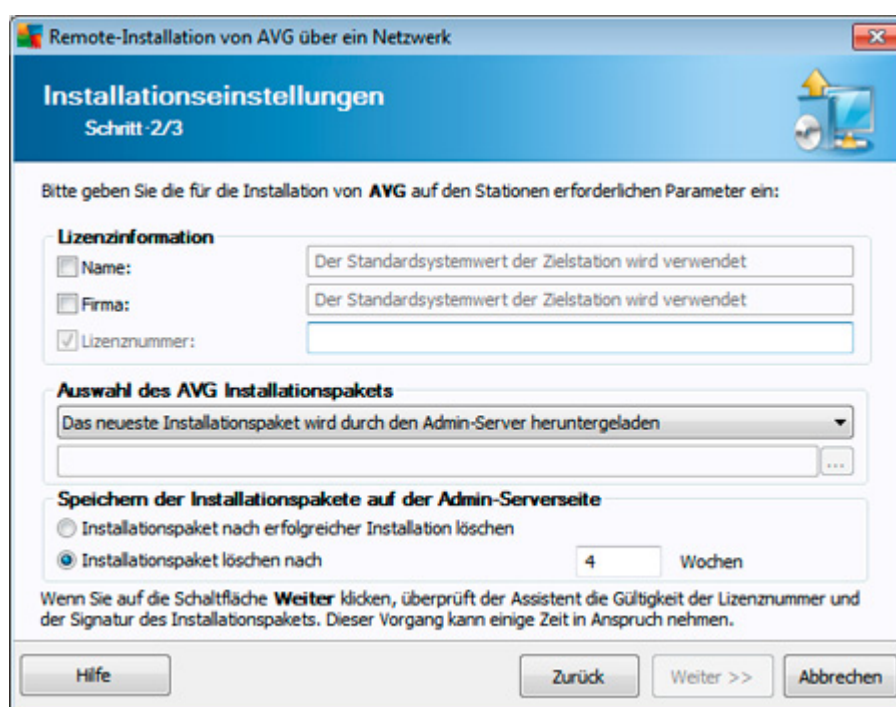 Remote-Installation von AVG über ein Netzwerk
Installationseinstellungen
Schritt-2/3
Bitte geben Sie die für die Installation von AVG auf den Stationen erforderlichen Parameter ein:
Lizenzinformation
Name:
Der Standardsystemwert der Zielstation wird verwendet
Firma:
Der Standardsystemwert der Zielstation wird verwendet
Lizenznummer:
Auswahl des AVG Installationspakets
Das neueste Installationspaket wird durch den Admin-Server heruntergeladen
...
Speichern der Installationspakete auf der Admin-Serverseite
Installationspaket nach erfolgreicher Installation löschen
Installationspaket löschen nach 4 Wochen
Wenn Sie auf die Schaltfläche Weiter klicken, überprüft der Assistent die Gültigkeit der Lizenznummer und
der Signatur des Installationspakets. Dieser Vorgang kann einige Zeit in Anspruch nehmen.
Hilfe Zurück Weiter >> Abbrechen